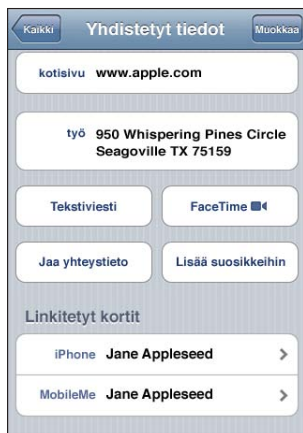 Kaikki Yhdistetyt tiedot Muokkaa
kotisivu www.apple.com
työ 950 Whispering Pines Circle
Seagoville TX 75159
Tekstiviesti FaceTime
Jaa yhteystieto Lisää suosikkeihin
Linkitetyt kortit
iPhone Jane Appleseed
MobileMe Jane Appleseed